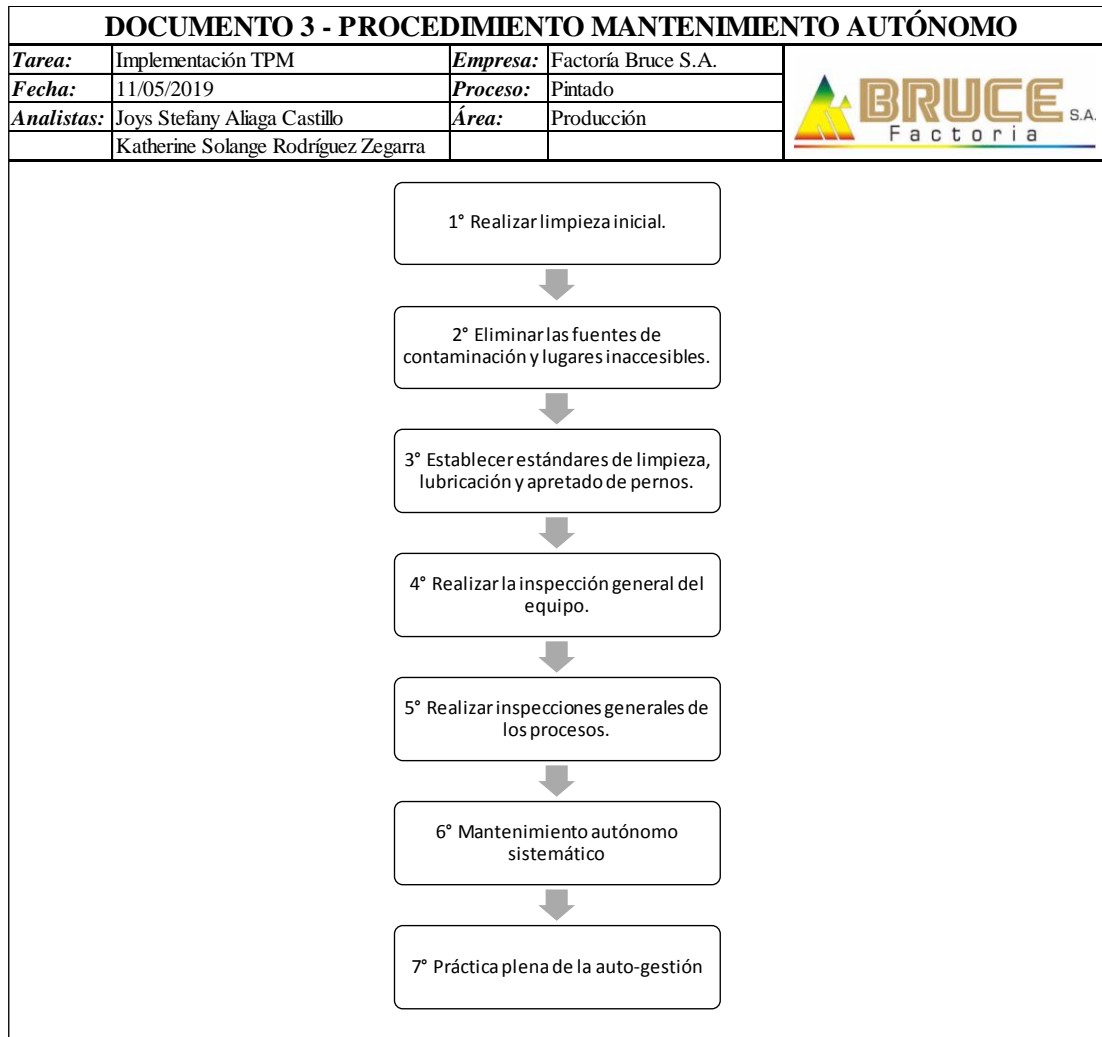 DOCUMENTO 3 - PROCEDIMIENTO MANTENIMIENTO AUTÓNOMO
Tarea: Implementación TPM Empresa: Factoría Bruce S.A.
Fecha: 11/05/2019 Proceso: Pintado
Analistas: Joys Stefany Aliaga Castillo Área: Producción
Katherine Solange Rodríguez Zegarra
BRUCE S.A.
Factoria
1° Realizar limpieza inicial.
2° Eliminar las fuentes de
contaminación y lugares inaccesibles.
3° Establecer estándares de limpieza,
lubricación y apretado de pernos.
4° Realizar la inspección general del
equipo.
5° Realizar inspecciones generales de
los procesos.
6° Mantenimiento autónomo
sistemático
7° Práctica plena de la auto-gestión